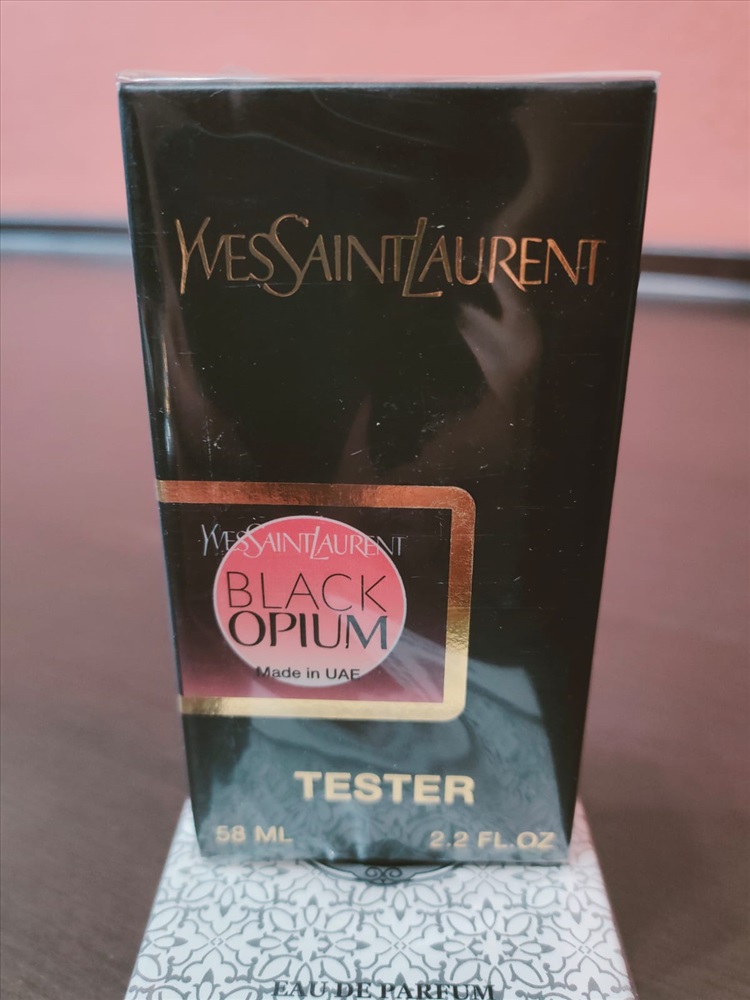 YVESSAINTLAURENT
YVESSAINTLAURENT
BLACK
OPIUM
Made in UAE
TESTER
58 ML 2.2 FL.OZ
EAU DE PARFUM